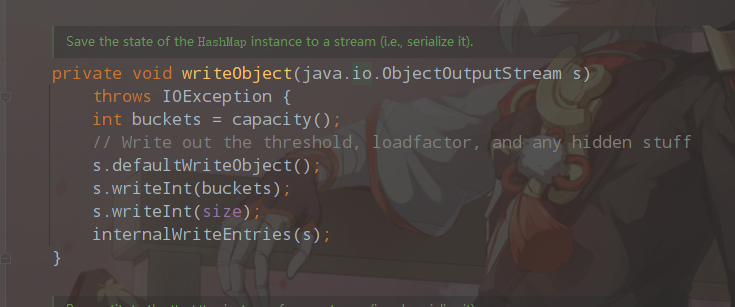 Save the state of the HashMap instance to a stream (i.e., serialize it).
private void writeObject(java.io.ObjectOutputStream s)
    throws IOException {
    int buckets = capacity();
    // Write out the threshold, loadfactor, and any hidden stuff
    s.defaultWriteObject();
    s.writeInt(buckets);
    s.writeInt(size);
    internalWriteEntries(s);
}